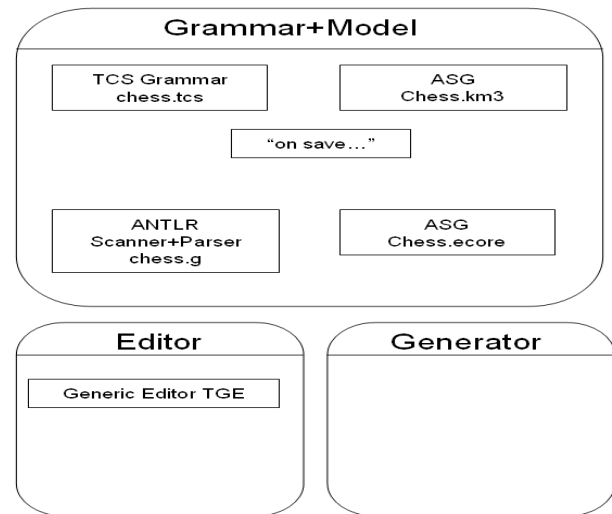 Grammar+Model
TCS Grammar
chess.tcs
ASG
Chess.km3
“on save…”
ANTLR
Scanner+Parser
chess.g
ASG
Chess.ecore
Editor
Generic Editor TGE
Generator